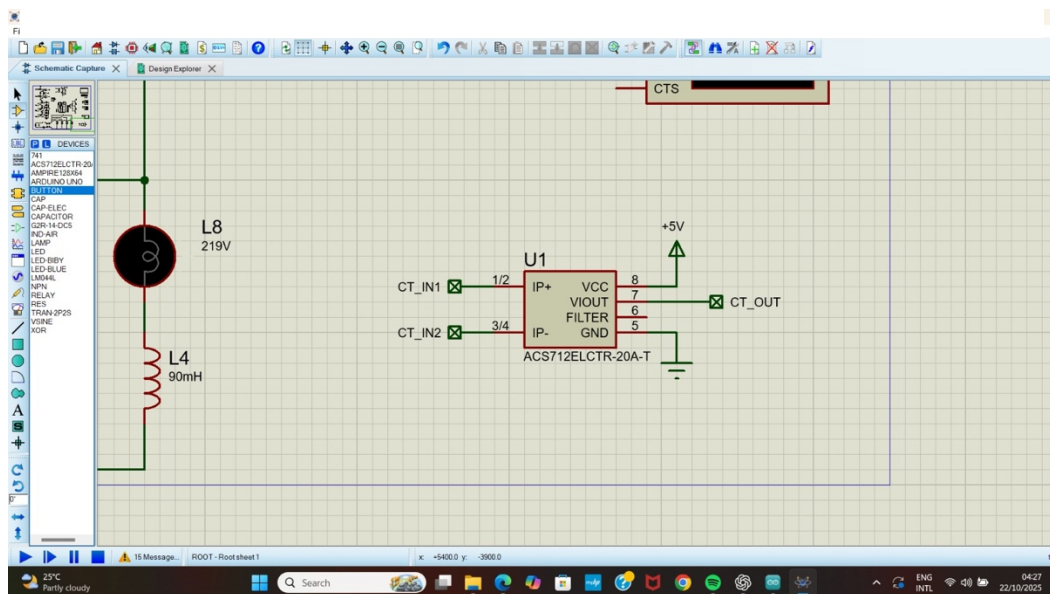 Fi
Schematic Capture
Design Explorer
P L DEVICES
741
ACS712ELCTR-20
AMPIRE128X64
ARDUINO UNO
BUTTON
CAP
CAP-ELEC
CAPACITOR
G2R-14-DC5
IND-AIR
LAMP
LED
LED-BIBY
LED-BLUE
LM044L
NPN
RELAY
RES
TRAN-2P2S
VSINE
XOR
CTS
L8
219V
L4
90mH
+5V
U1
CT_IN1 1/2 IP+ VCC 8
VIOUT 7 CT_OUT
FILTER 6
CT_IN2 3/4 IP- GND 5
ACS712ELCTR-20A-T
15 Message...
ROOT - Root sheet 1
x: +5400.0 y: -3900.0
25°C
Partly cloudy
Search
ENG
INTL
04:27
22/10/2025